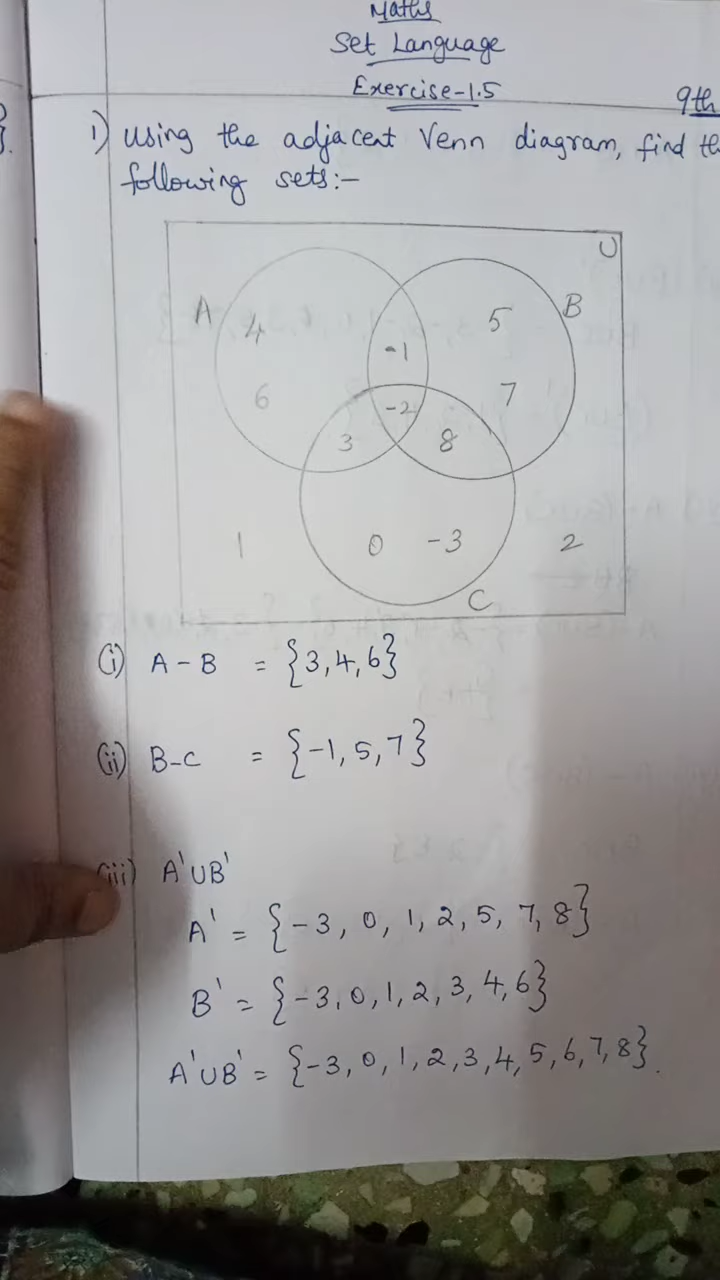 Maths
Set Language
Exercise-1.5
9th
1) Using the adjacent Venn diagram, find
following sets:-
U
A
B
4
5
-1
6
7
-2
3
8
1
0
-3
2
C
(i) A - B = {3,4,6}
(ii) B-C = {-1,5,7}
(iii) A'∪B'
A' = {-3, 0, 1, 2, 5, 7, 8}
B' = {-3,0,1,2,3,4,6}
A'∪B' = {-3, 0, 1, 2,3,4,5,6,7,8}.